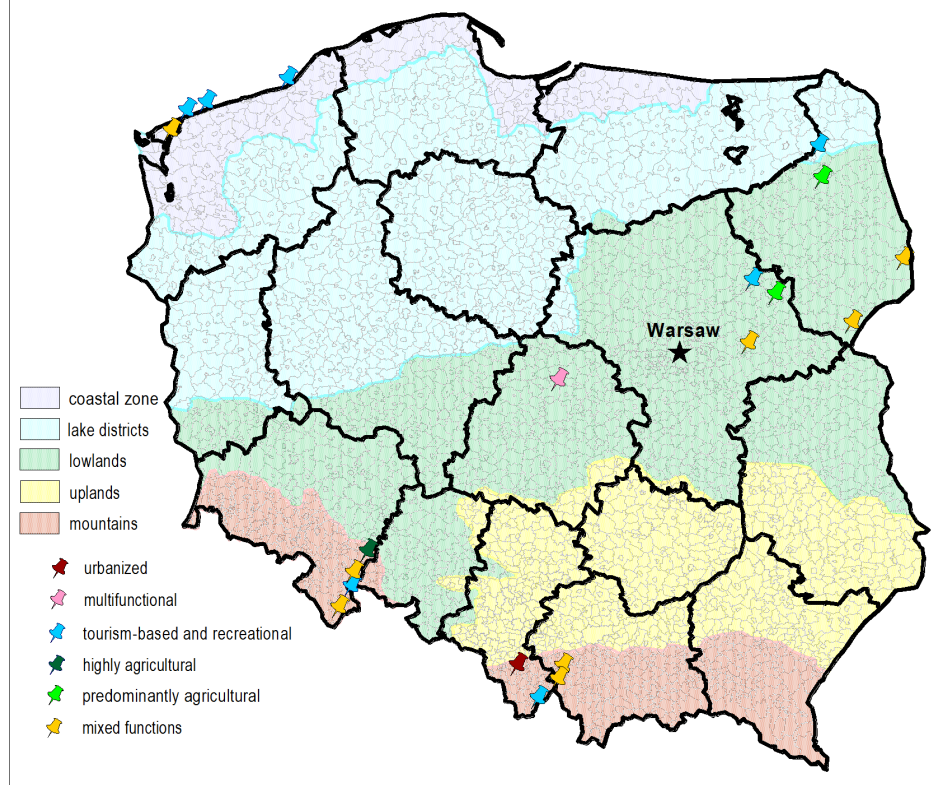 Warsaw
coastal zone
lake districts
lowlands
uplands
mountains
urbanized
multifunctional
tourism-based and recreational
highly agricultural
predominantly agricultural
mixed functions